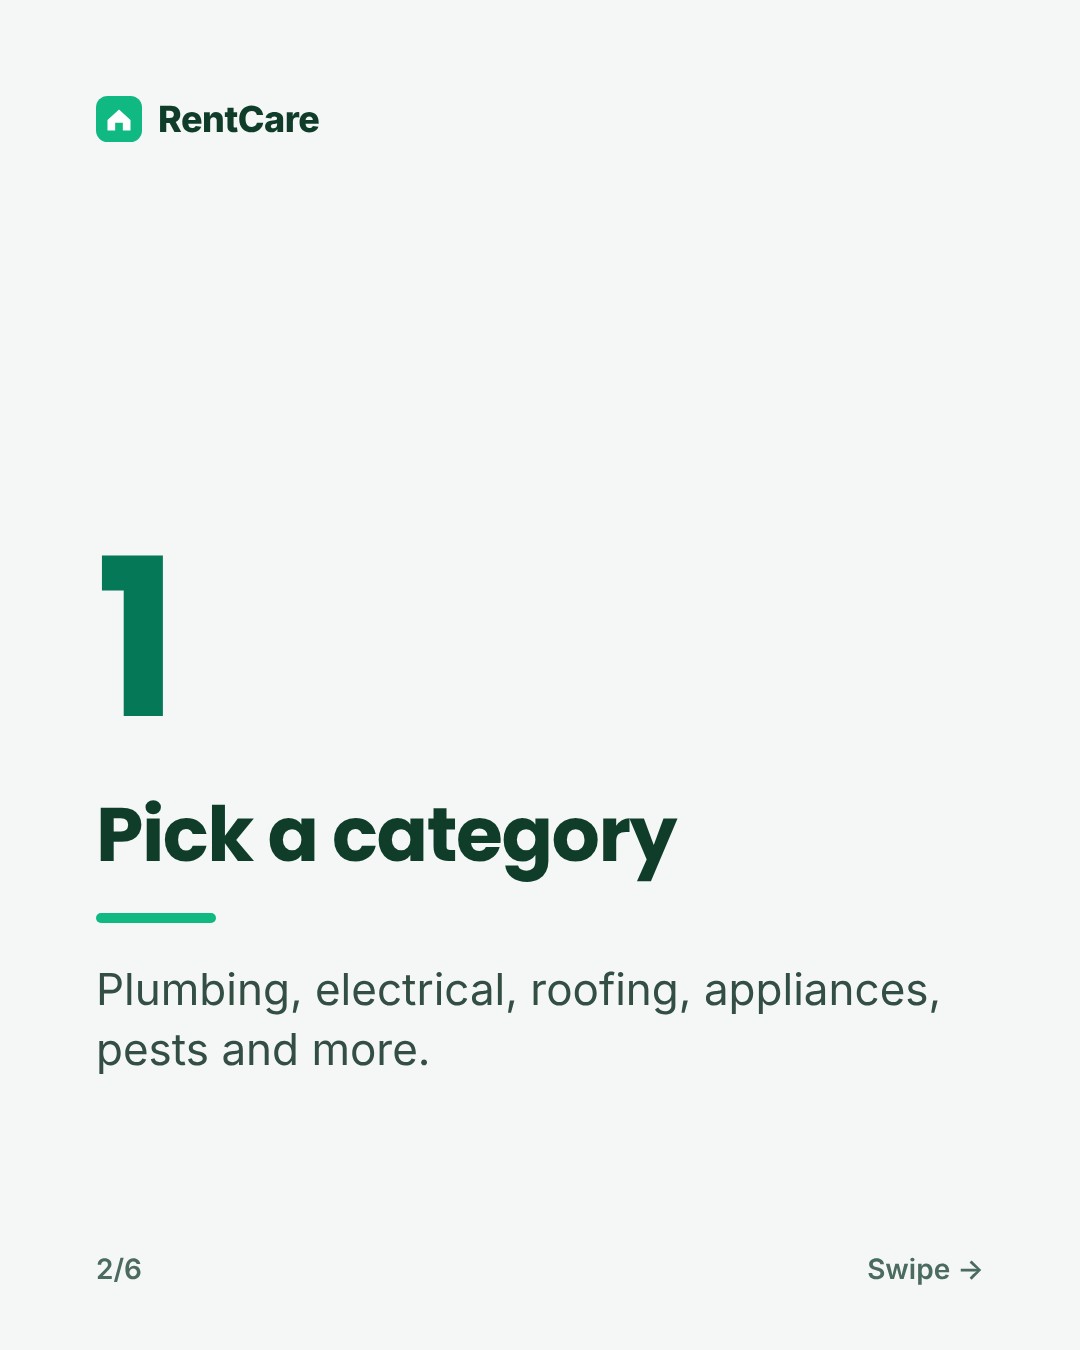 RentCare
1
Pick a category
Plumbing, electrical, roofing, appliances,
pests and more.
2/6
Swipe →